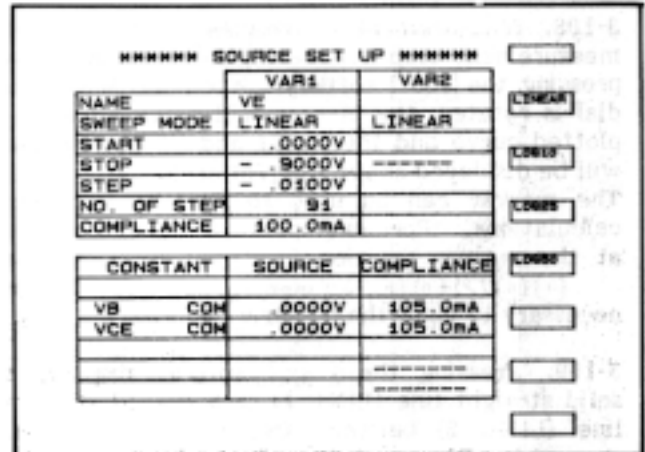 ****** SOURCE SET UP ******
VAR1 VAR2
NAME VE
SWEEP MODE LINEAR LINEAR
START .0000V
STOP - .9000V ------
STEP - .0100V
NO. OF STEP 91
COMPLIANCE 100.0mA
CONSTANT SOURCE COMPLIANCE
VB COM .0000V 105.0mA
VCE COM .0000V 105.0mA
-------
-------
LINEAR
LOG10
LOG25
LOG50